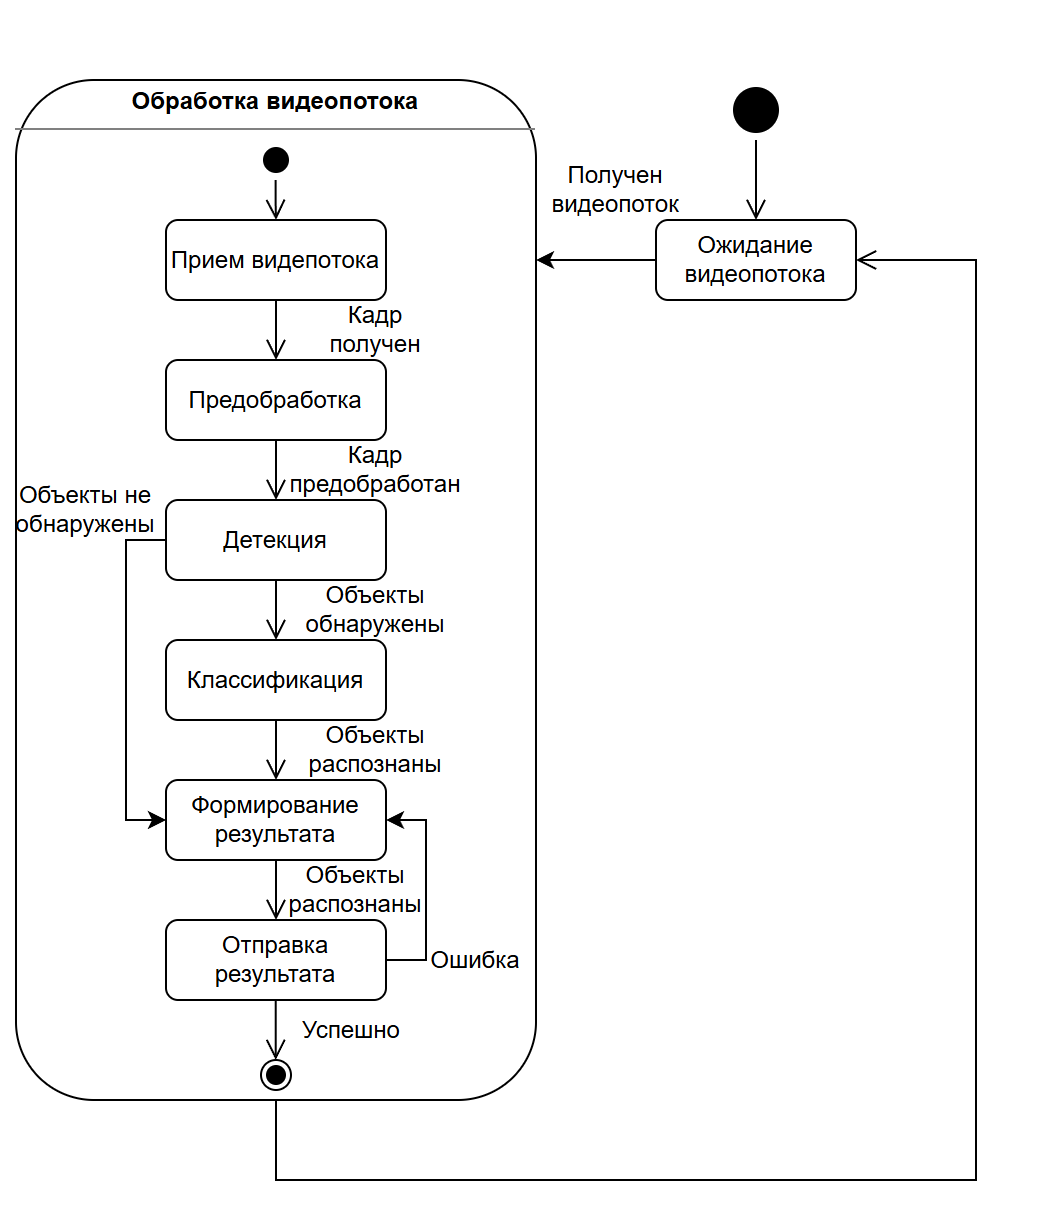 Обработка видеопотока
Получен
видеопоток
Ожидание
видеопотока
Прием видепотока
Кадр
получен
Предобработка
Кадр
предобработан
Объекты не
обнаружены
Детекция
Объекты
обнаружены
Классификация
Объекты
распознаны
Формирование
результата
Объекты
распознаны
Отправка
результата
Ошибка
Успешно